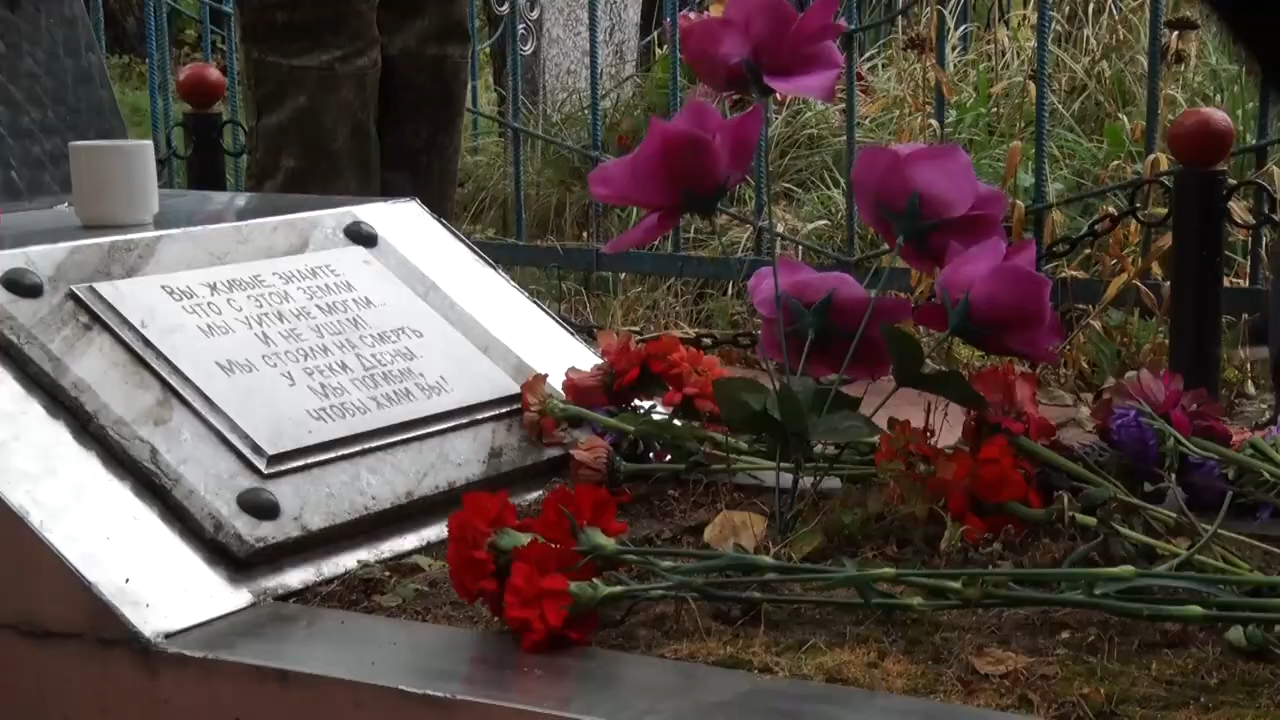 ВЫ, ЖИВЫЕ, ЗНАЙТЕ,
ЧТО С ЭТОЙ ЗЕМЛИ
МЫ УЙТИ НЕ МОГЛИ...
И НЕ УШЛИ!
МЫ СТОЯЛИ НА СМЕРТЬ
У РЕКИ ДЕСНЫ.
МЫ ПОГИБЛИ,
ЧТОБЫ ЖИЛИ ВЫ!